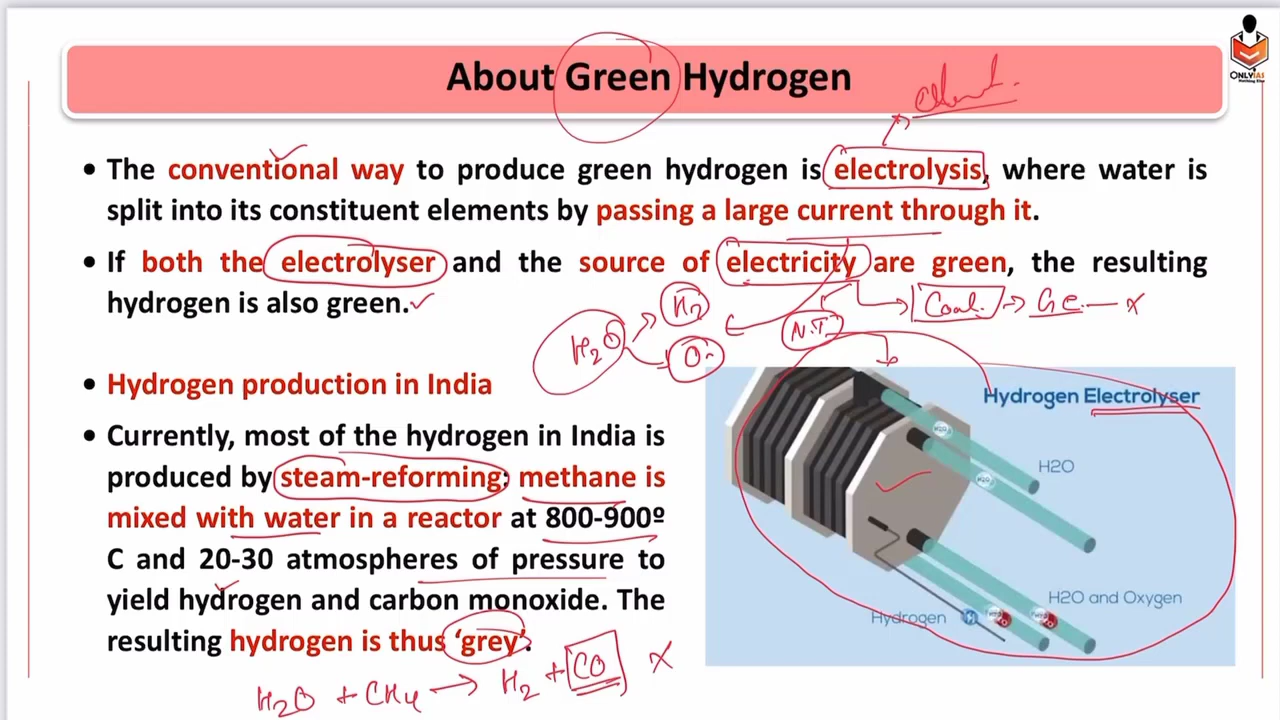 About Green Hydrogen
ONLYIAS
Nothing Else
• The conventional way to produce green hydrogen is electrolysis, where water is
split into its constituent elements by passing a large current through it.
• If both the electrolyser and the source of electricity are green, the resulting
hydrogen is also green.
Coal → GE — x
H2O
H2
O2
N.T.
• Hydrogen production in India
• Currently, most of the hydrogen in India is
produced by steam-reforming: methane is
mixed with water in a reactor at 800-900º
C and 20-30 atmospheres of pressure to
yield hydrogen and carbon monoxide. The
resulting hydrogen is thus ‘grey’.
H2O + CH4 → H2 + CO x
Hydrogen Electrolyser
H2O
H2O and Oxygen
Hydrogen